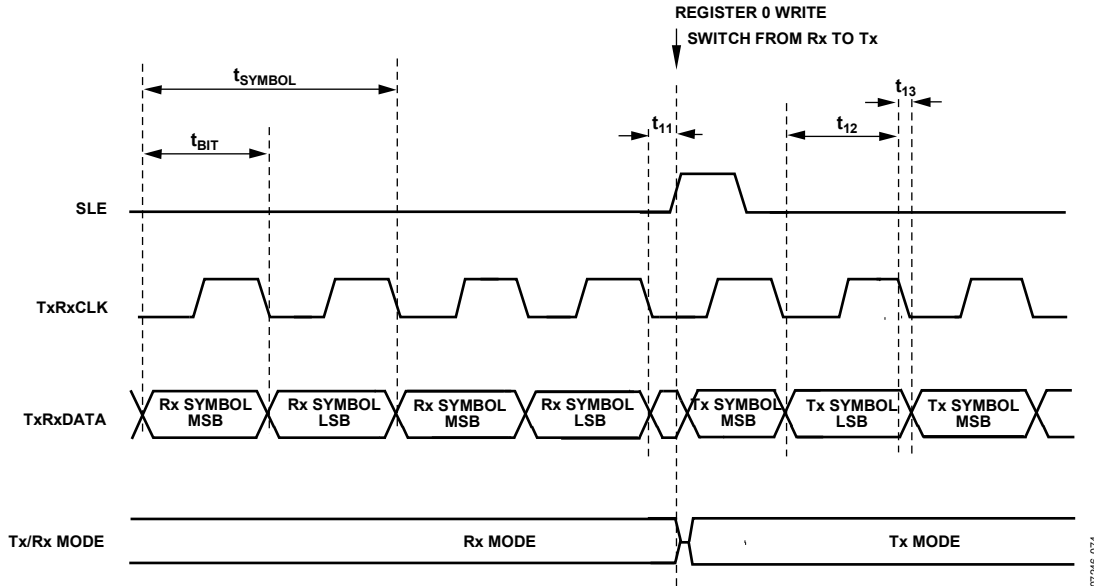 REGISTER 0 WRITE
SWITCH FROM Rx TO Tx
tSYMBOL
t13
t11
t12
tBIT
SLE
TxRxCLK
TxRxDATA
Rx SYMBOL
MSB
Rx SYMBOL
LSB
Rx SYMBOL
MSB
Rx SYMBOL
LSB
Tx SYMBOL
MSB
Tx SYMBOL
LSB
Tx SYMBOL
MSB
Tx/Rx MODE
Rx MODE
Tx MODE